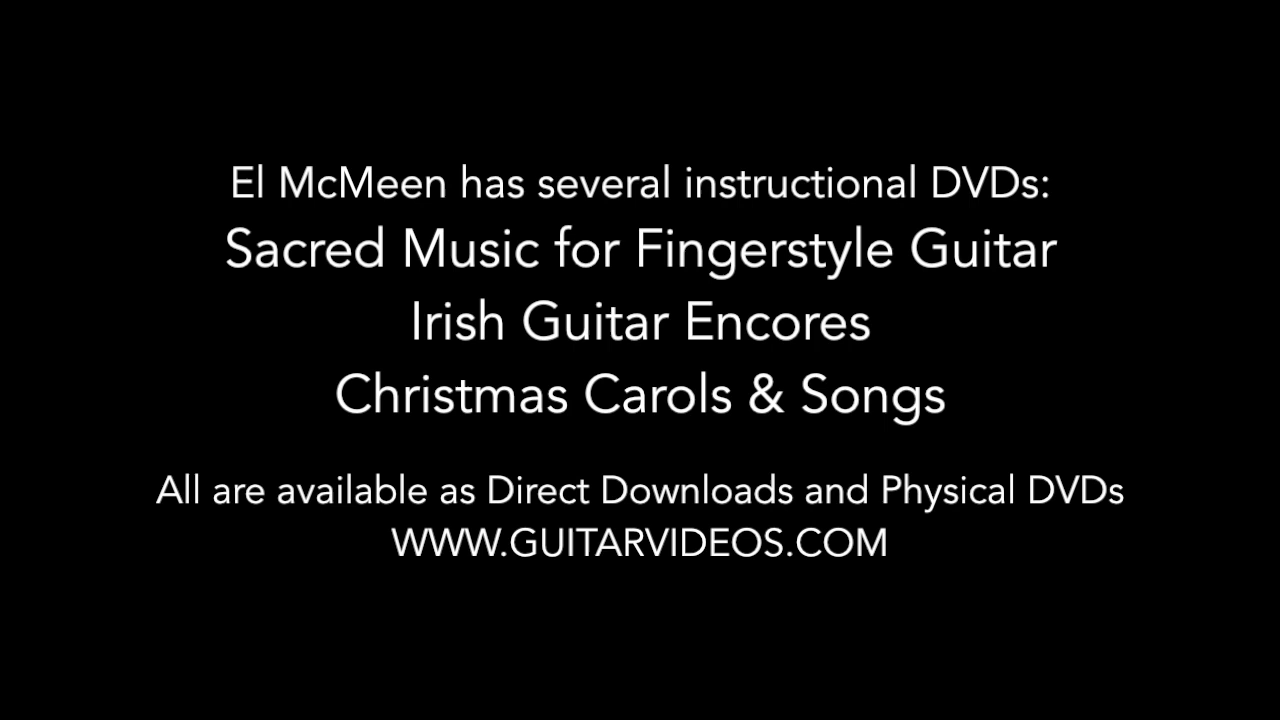 El McMeen has several instructional DVDs:
Sacred Music for Fingerstyle Guitar
Irish Guitar Encores
Christmas Carols & Songs
All are available as Direct Downloads and Physical DVDs
WWW.GUITARVIDEOS.COM